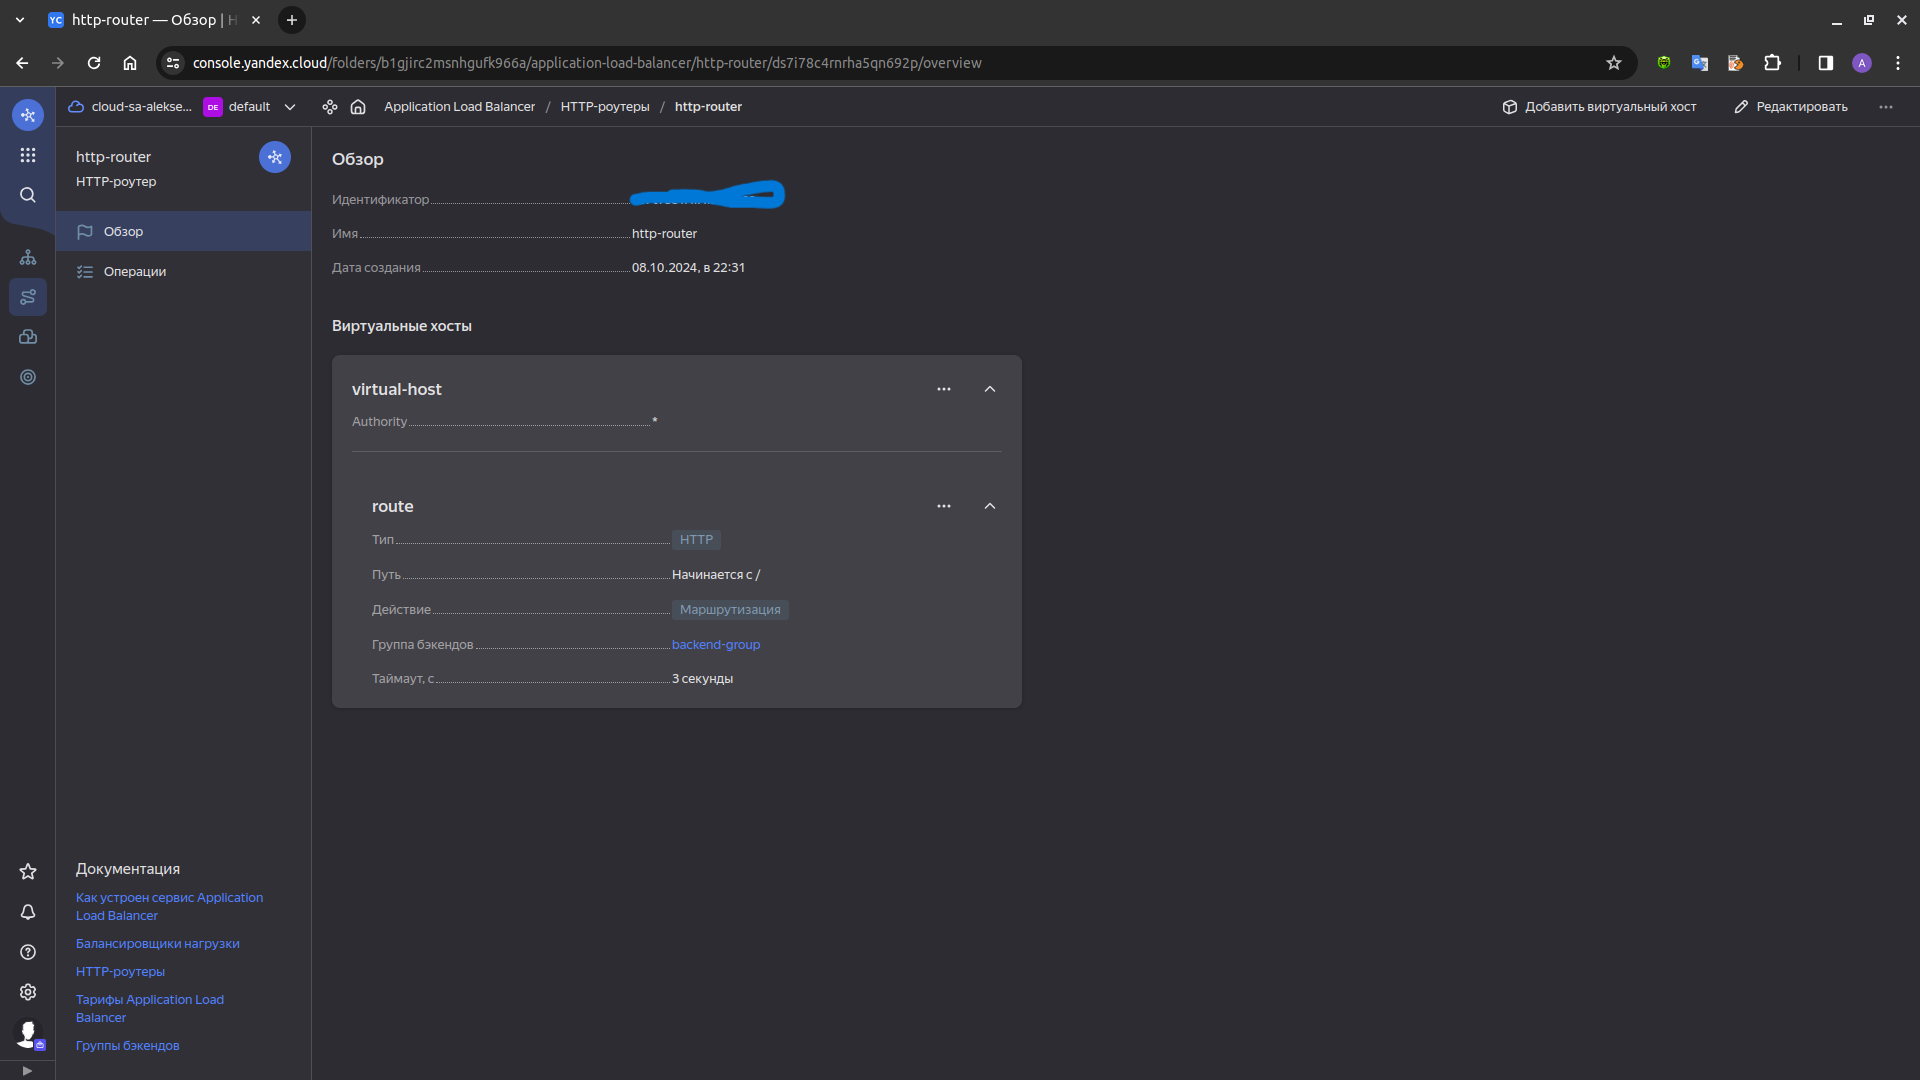 http-router — Обзор | H
console.yandex.cloud/folders/b1gjirc2msnhgufk966a/application-load-balancer/http-router/ds7i78c4rnrha5qn692p/overview
A
cloud-sa-alekse... DE default
Application Load Balancer / HTTP-роутеры / http-router
Добавить виртуальный хост
Редактировать
http-router
HTTP-роутер
Обзор
Операции
Обзор
Идентификатор
Имя http-router
Дата создания 08.10.2024, в 22:31
Виртуальные хосты
virtual-host
Authority *
route
Тип HTTP
Путь Начинается с /
Действие Маршрутизация
Группа бэкендов backend-group
Таймаут, с 3 секунды
Документация
Как устроен сервис Application
Load Balancer
Балансировщики нагрузки
HTTP-роутеры
Тарифы Application Load
Balancer
Группы бэкендов